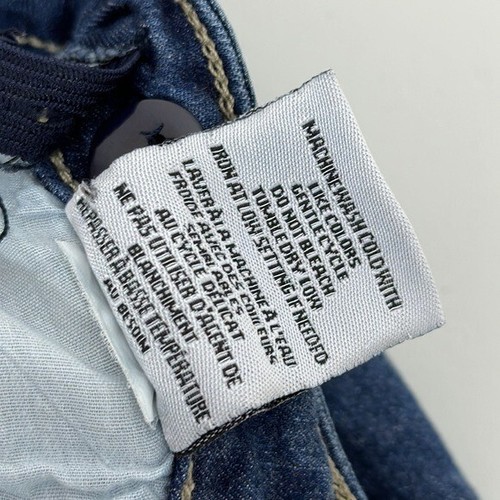 MACHINE WASH COLD WITH
LIKE COLORS
GENTLE CYCLE
DO NOT BLEACH.
TUMBLE DRY LOW.
IRON AT LOW SETTING IF NEEDED
LAVER À LA MACHINE À L'EAU
FROIDE AVEC DES COULEURS
SEMBLABLES
AU CYCLE DÉLICAT
NE PAS UTILISER D'AGENT DE
BLANCHIMENT
REPASSER À BASSE TEMPÉRATURE
AU BESOIN